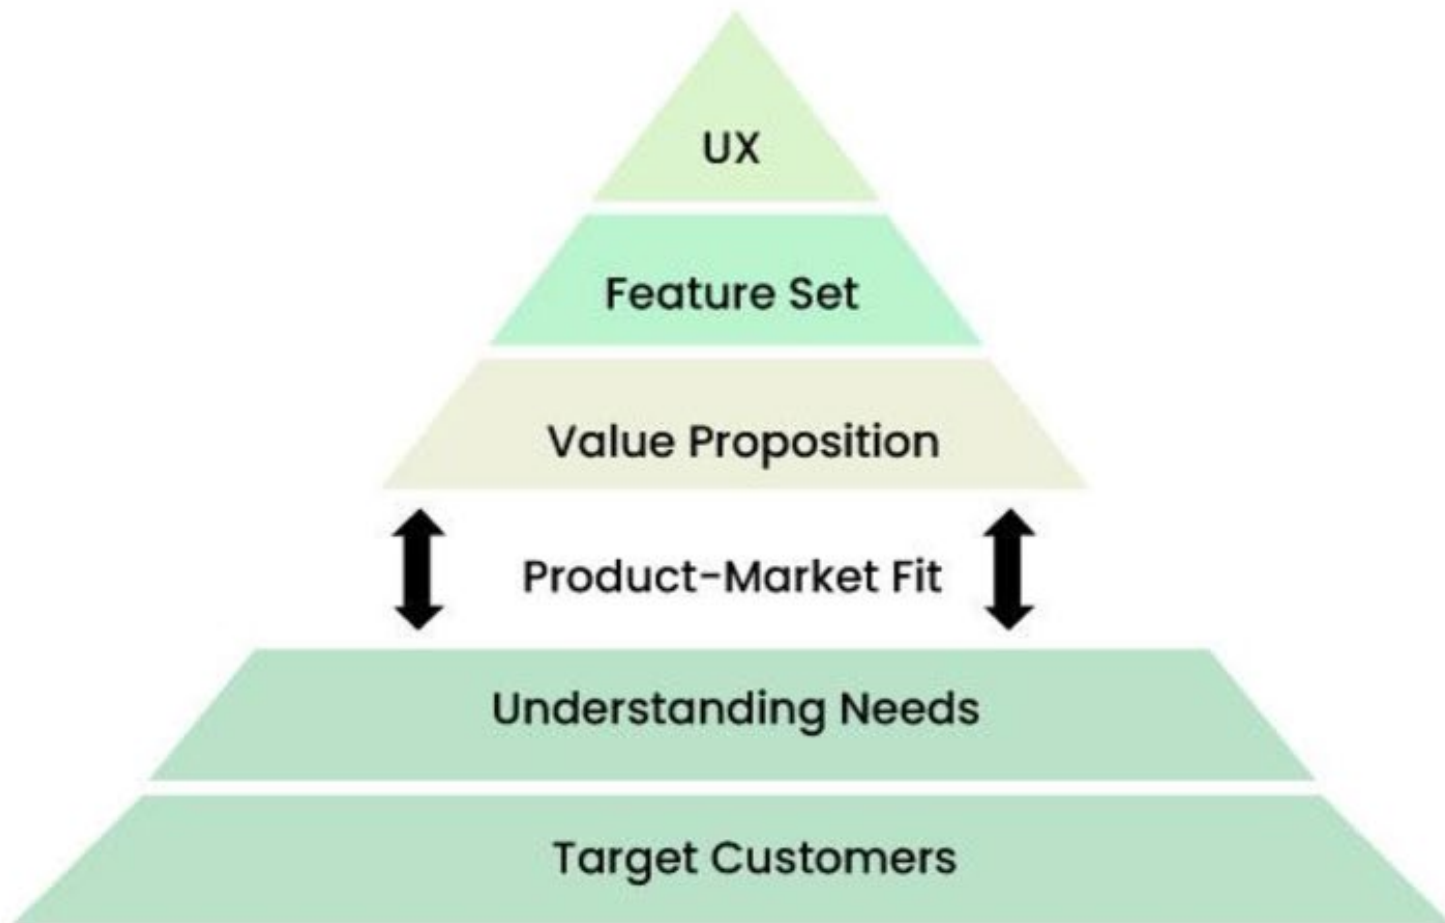 UX
Feature Set
Value Proposition
Product-Market Fit
Understanding Needs
Target Customers